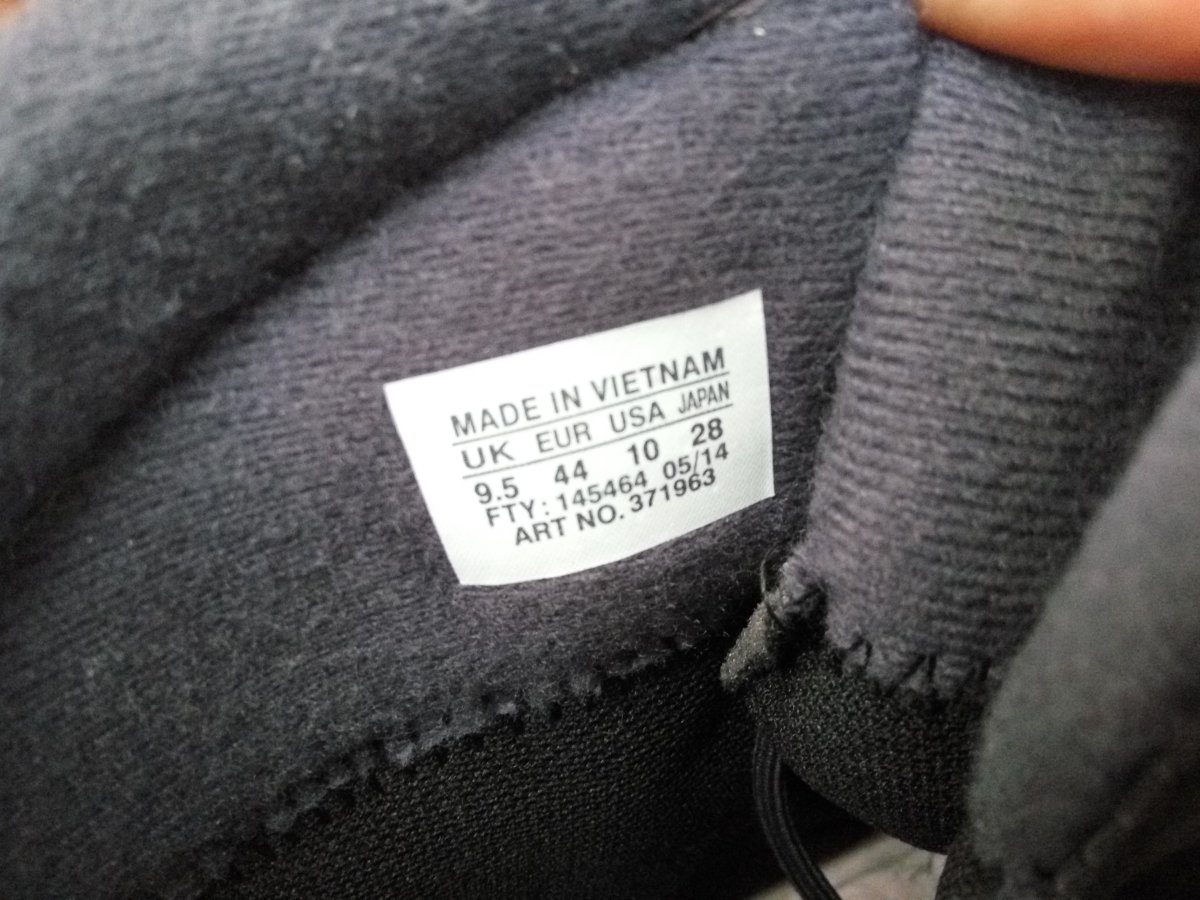 MADE IN VIETNAM
UK EUR USA JAPAN
9.5 44 10 28
FTY: 145464 05/14
ART NO. 371963